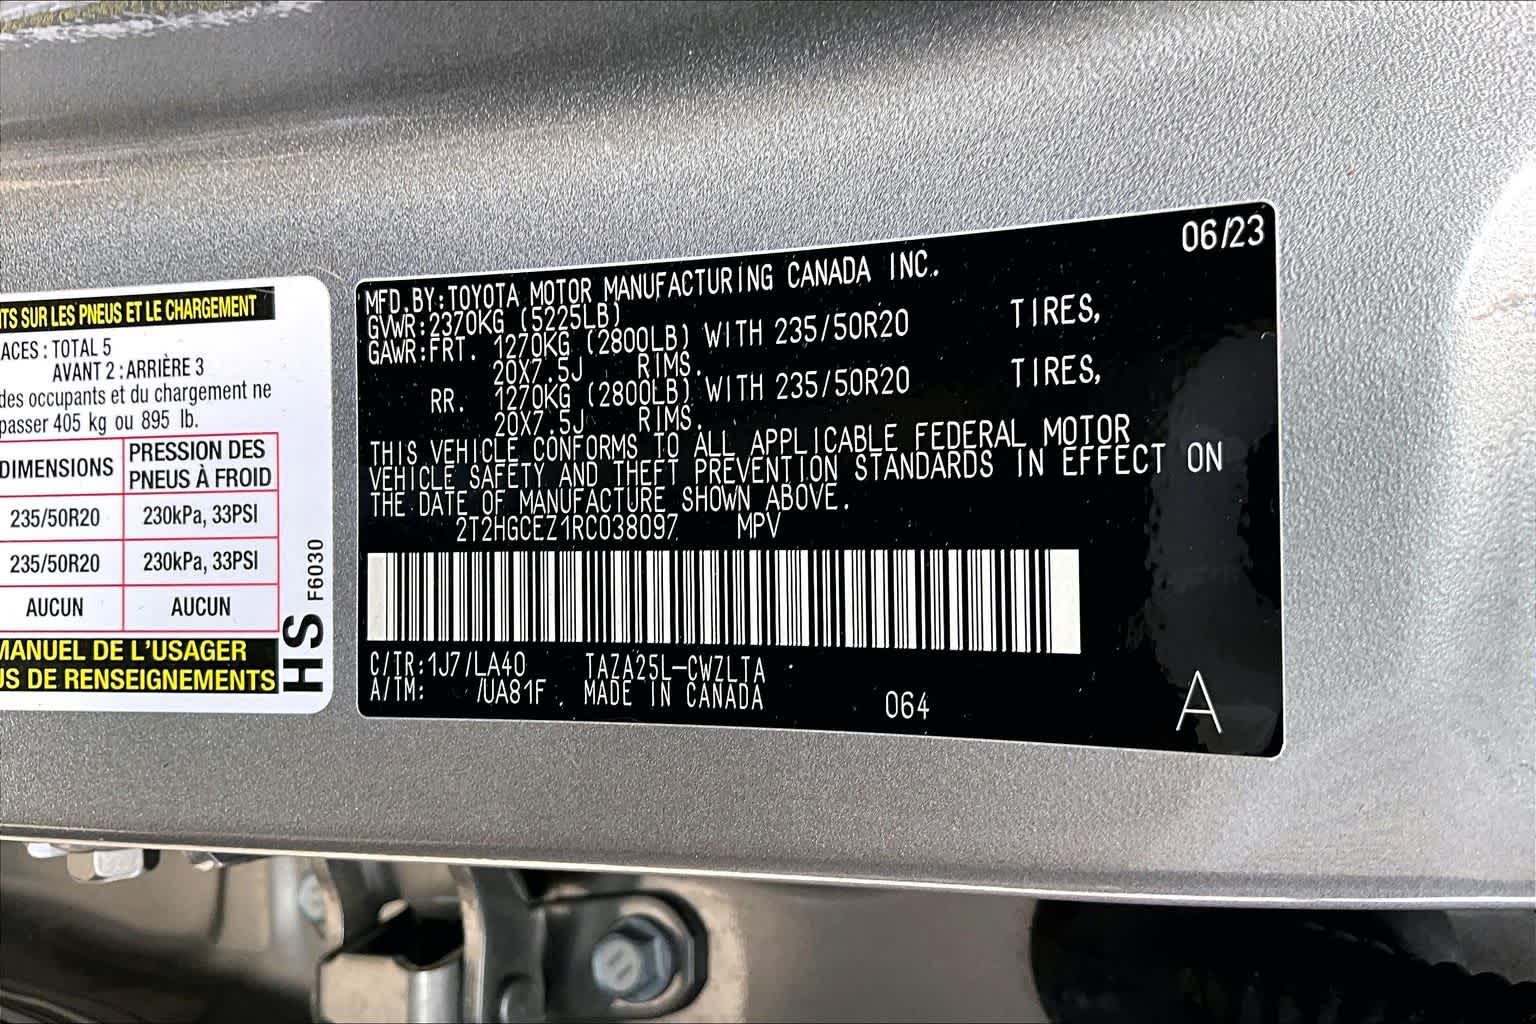 NTS SUR LES PNEUS ET LE CHARGEMENT
ACES : TOTAL 5
AVANT 2 : ARRIÈRE 3
des occupants et du chargement ne
passer 405 kg ou 895 lb.
DIMENSIONS PRESSION DES PNEUS À FROID
235/50R20 230kPa, 33PSI
235/50R20 230kPa, 33PSI
AUCUN AUCUN
MANUEL DE L'USAGER
US DE RENSEIGNEMENTS
HS F6030
06/23
MFD.BY:TOYOTA MOTOR MANUFACTURING CANADA INC.
GVWR:2370KG (5225LB)
GAWR:FRT. 1270KG (2800LB) WITH 235/50R20 TIRES,
20X7.5J RIMS.
RR. 1270KG (2800LB) WITH 235/50R20 TIRES,
20X7.5J RIMS.
THIS VEHICLE CONFORMS TO ALL APPLICABLE FEDERAL MOTOR
VEHICLE SAFETY AND THEFT PREVENTION STANDARDS IN EFFECT ON
THE DATE OF MANUFACTURE SHOWN ABOVE.
2T2HGCEZ1RC038097 MPV
C/TR:1J7/LA40 TAZA25L-CWZLTA
A/TM: /UA81F MADE IN CANADA
064
A